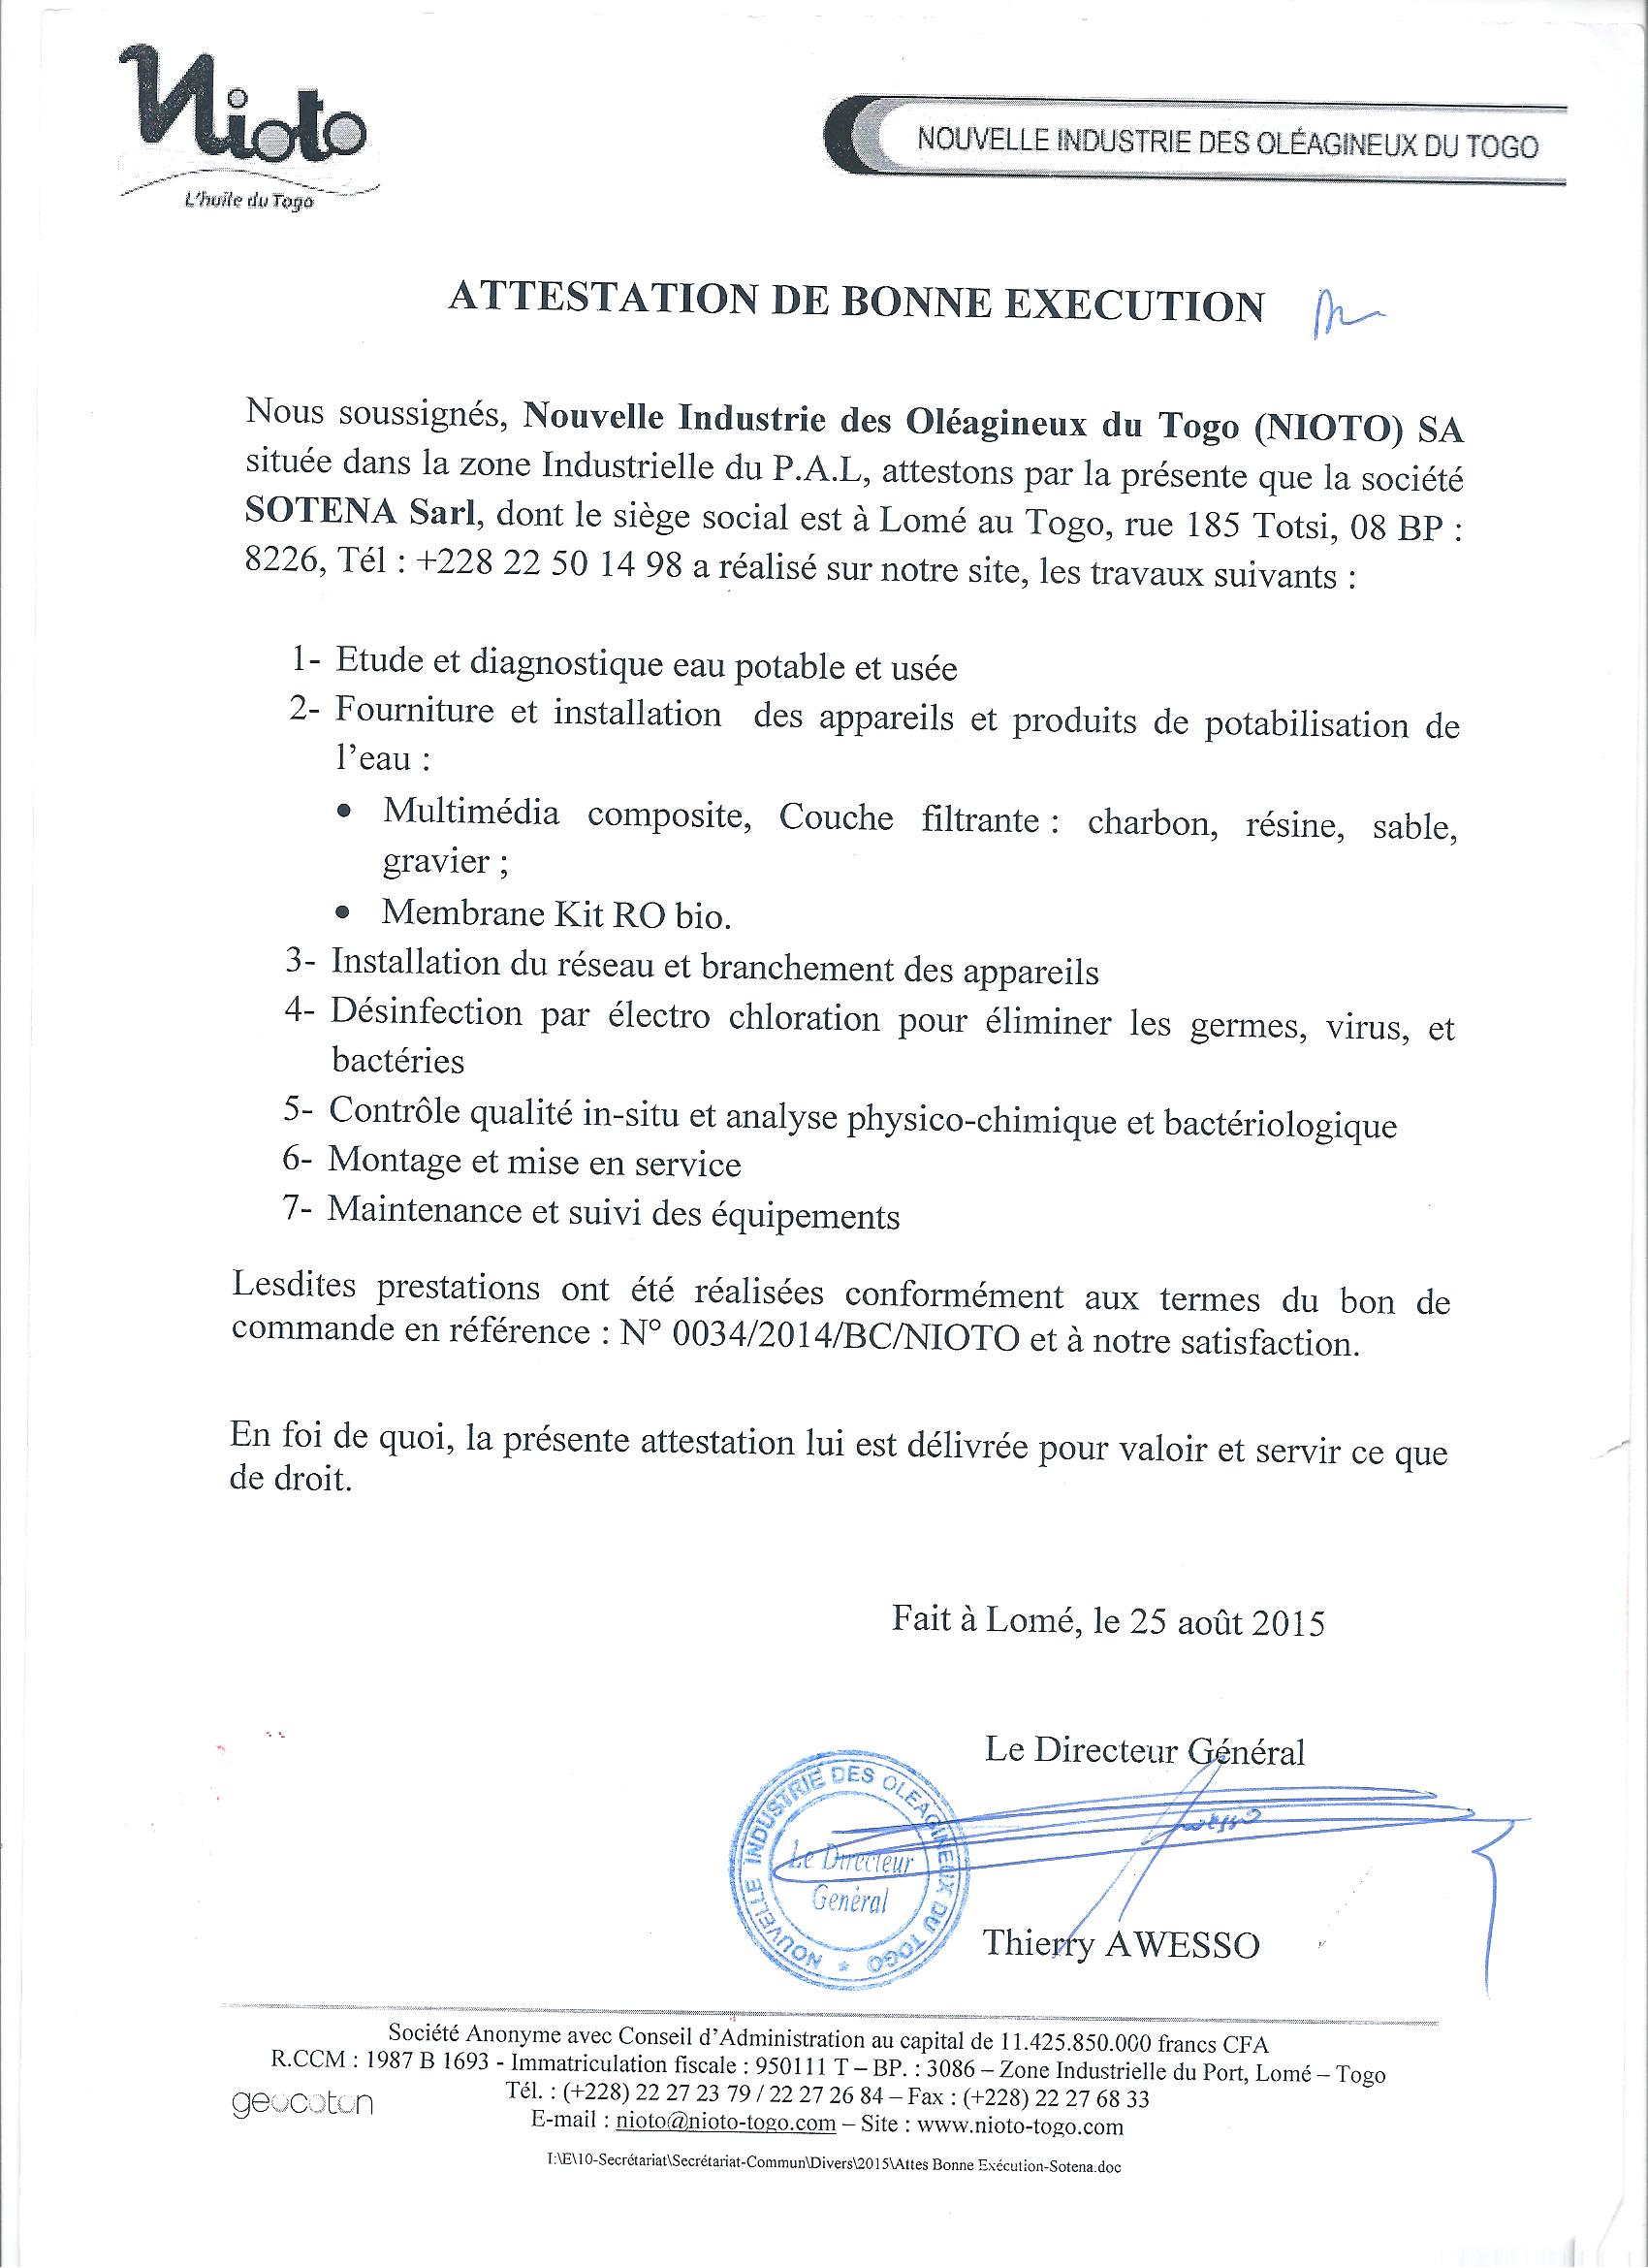 Nioto
L'huile du Togo
NOUVELLE INDUSTRIE DES OLÉAGINEUX DU TOGO
ATTESTATION DE BONNE EXECUTION
Nous soussignés, Nouvelle Industrie des Oléagineux du Togo (NIOTO) SA
située dans la zone Industrielle du P.A.L, attestons par la présente que la société
SOTENA Sarl, dont le siège social est à Lomé au Togo, rue 185 Totsi, 08 BP :
8226, Tél : +228 22 50 14 98 a réalisé sur notre site, les travaux suivants :
1- Etude et diagnostique eau potable et usée
2- Fourniture et installation des appareils et produits de potabilisation de
l'eau :
• Multimédia composite, Couche filtrante : charbon, résine, sable,
gravier ;
• Membrane Kit RO bio.
3- Installation du réseau et branchement des appareils
4- Désinfection par électro chloration pour éliminer les germes, virus, et
bactéries
5- Contrôle qualité in-situ et analyse physico-chimique et bactériologique
6- Montage et mise en service
7- Maintenance et suivi des équipements
Lesdites prestations ont été réalisées conformément aux termes du bon de
commande en référence : N° 0034/2014/BC/NIOTO et à notre satisfaction.
En foi de quoi, la présente attestation lui est délivrée pour valoir et servir ce que
de droit.
Fait à Lomé, le 25 août 2015
Le Directeur Général
NOUVELLE INDUSTRIE DES OLEAGINEUX DU TOGO *
Le Directeur
Général
Thierry AWESSO
Société Anonyme avec Conseil d'Administration au capital de 11.425.850.000 francs CFA
R.CCM : 1987 B 1693 - Immatriculation fiscale : 950111 T – BP. : 3086 – Zone Industrielle du Port, Lomé – Togo
Tél. : (+228) 22 27 23 79 / 22 27 26 84 – Fax : (+228) 22 27 68 33
geocoton
E-mail : nioto@nioto-togo.com – Site : www.nioto-togo.com
I:\E\10-Secrétariat\Secrétariat-Commun\Divers\2015\Attes Bonne Exécution-Sotena.doc